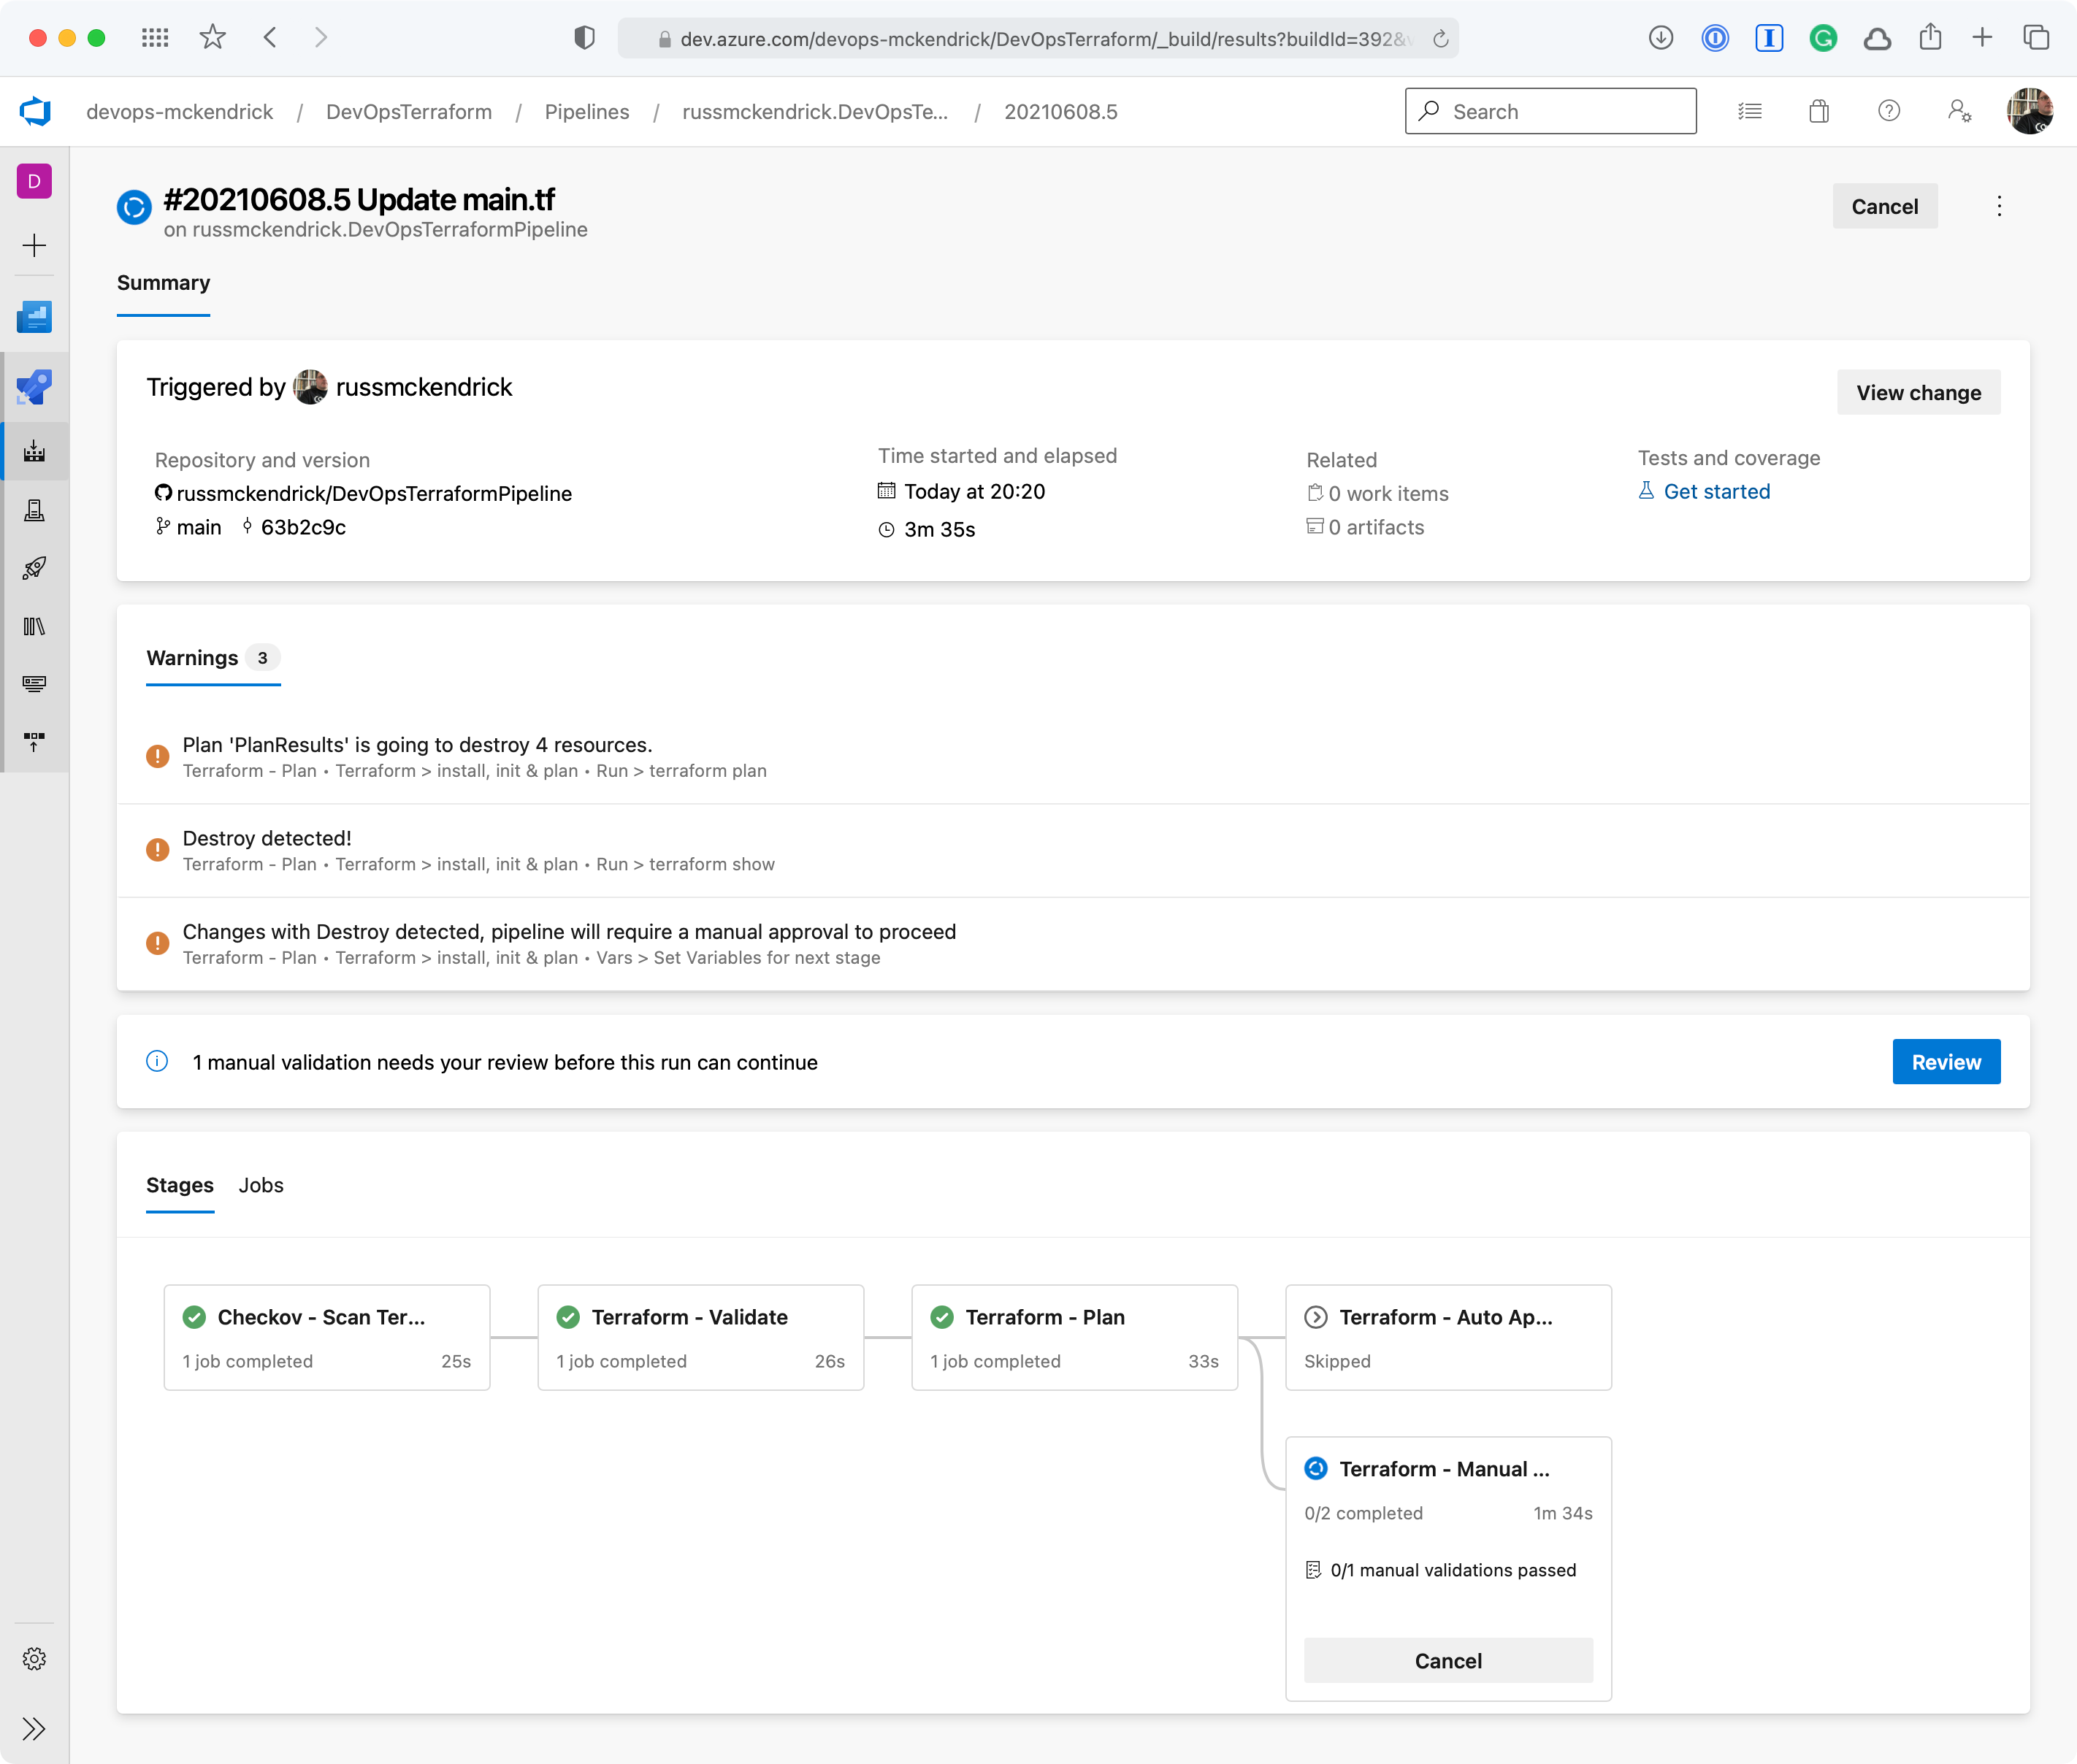 dev.azure.com/devops-mckendrick/DevOpsTerraform/_build/results?buildId=392&
devops-mckendrick / DevOpsTerraform / Pipelines / russmckendrick.DevOpsTe... / 20210608.5
Search
D
#20210608.5 Update main.tf
on russmckendrick.DevOpsTerraformPipeline
Cancel
Summary
Triggered by russmckendrick
View change
Repository and version
russmckendrick/DevOpsTerraformPipeline
main 63b2c9c
Time started and elapsed
Today at 20:20
3m 35s
Related
0 work items
0 artifacts
Tests and coverage
Get started
Warnings 3
Plan 'PlanResults' is going to destroy 4 resources.
Terraform - Plan • Terraform > install, init & plan • Run > terraform plan
Destroy detected!
Terraform - Plan • Terraform > install, init & plan • Run > terraform show
Changes with Destroy detected, pipeline will require a manual approval to proceed
Terraform - Plan • Terraform > install, init & plan • Vars > Set Variables for next stage
1 manual validation needs your review before this run can continue
Review
Stages Jobs
Checkov - Scan Ter...
1 job completed 25s
Terraform - Validate
1 job completed 26s
Terraform - Plan
1 job completed 33s
Terraform - Auto Ap...
Skipped
Terraform - Manual ...
0/2 completed 1m 34s
0/1 manual validations passed
Cancel